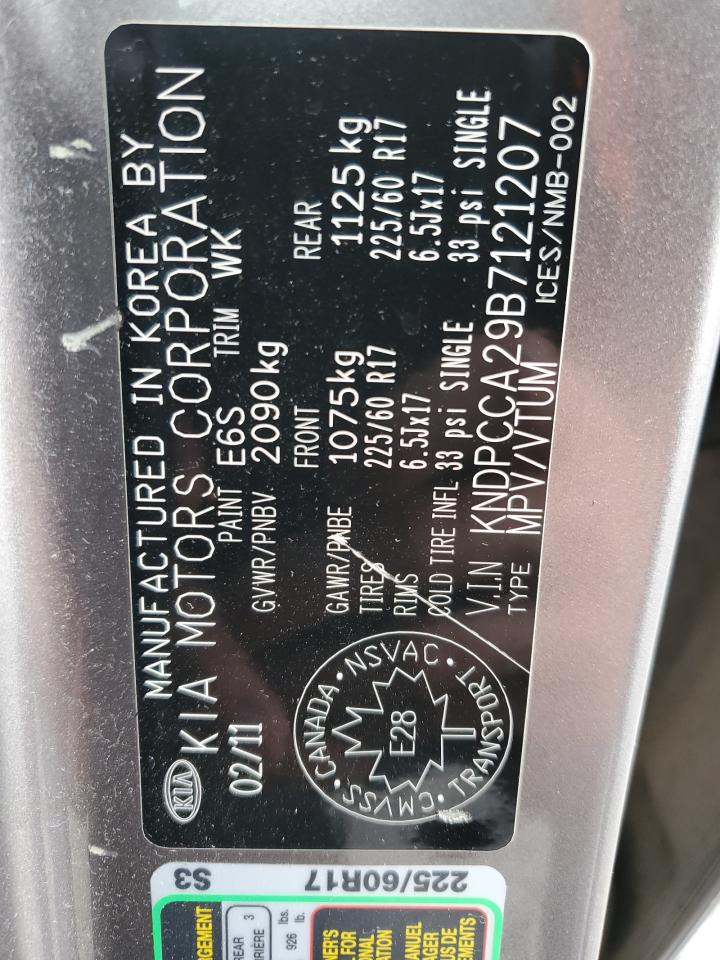 MANUFACTURED IN KOREA BY
KIA KIA MOTORS CORPORATION
02/11 PAINT E6S TRIM WK
GVWR/PNBV 2090kg
FRONT REAR
GAWR/PNBE 1075kg 1125kg
TIRES 225/60 R17 225/60 R17
RIMS 6.5Jx17 6.5Jx17
COLD TIRE INFL 33 psi SINGLE 33 psi SINGLE
V.I.N KNDPCCA29B7121207
TYPE MPV/VTUM ICES/NMB-002
CANADA · NSVAC · TRANSPORT · CMVSS ·
E28
225/60R17 S3
REAR 3
926 lbs.
lb.